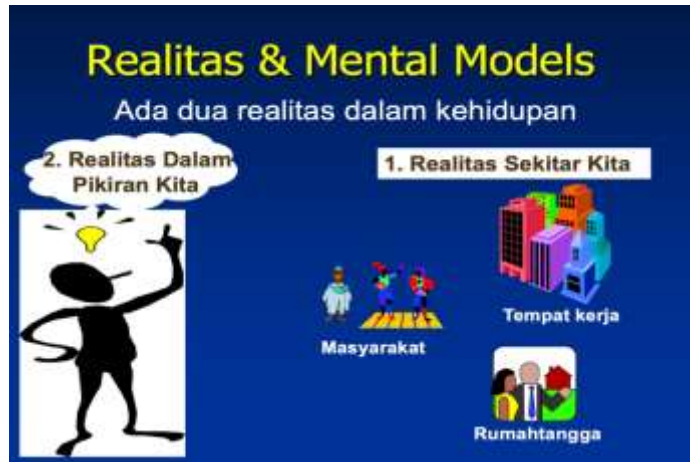 Realitas & Mental Models
Ada dua realitas dalam kehidupan
2. Realitas Dalam
Pikiran Kita
1. Realitas Sekitar Kita
Tempat kerja
Masyarakat
Rumahtangga